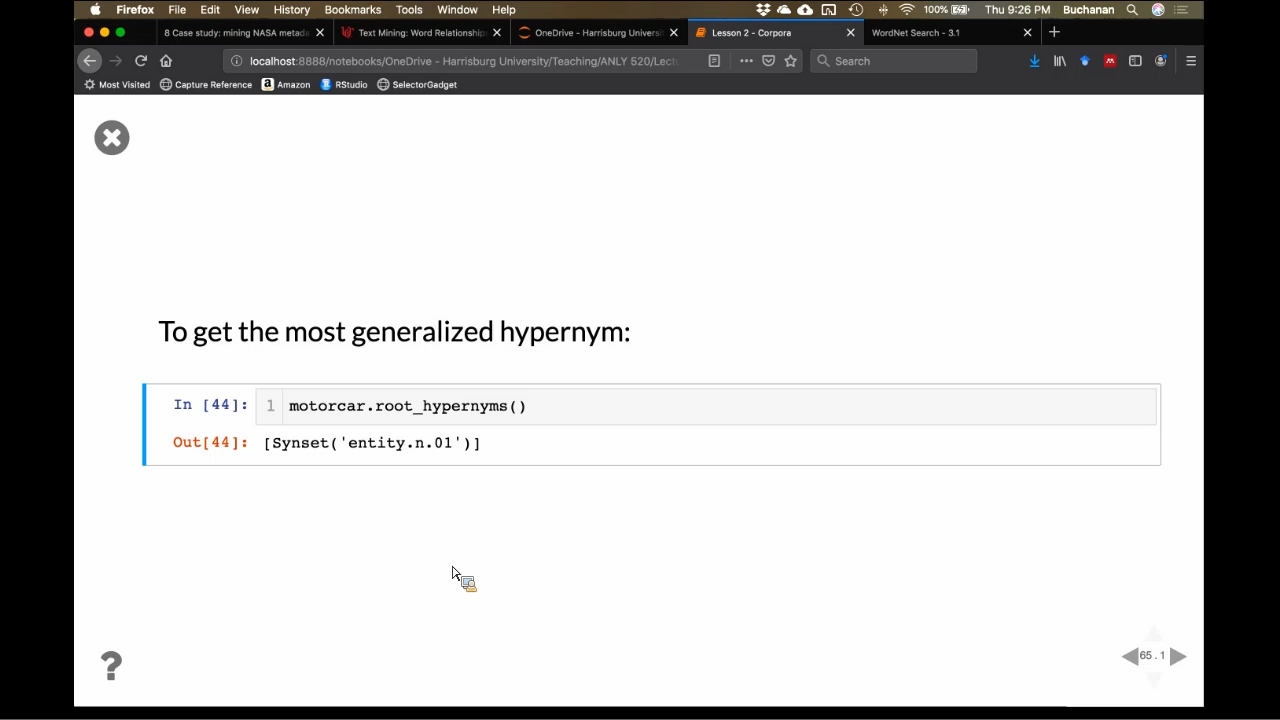 Firefox File Edit View History Bookmarks Tools Window Help 100% Thu 9:26 PM Buchanan
8 Case study: mining NASA metada Text Mining: Word Relationship OneDrive - Harrisburg Universi Lesson 2 - Corpora WordNet Search - 3.1
localhost:8888/notebooks/OneDrive - Harrisburg University/Teaching/ANLY 520/Lect Search
Most Visited Capture Reference Amazon RStudio SelectorGadget
To get the most generalized hypernym:
In [44]: 1 motorcar.root_hypernyms()
Out[44]: [Synset('entity.n.01')]
?
65.1